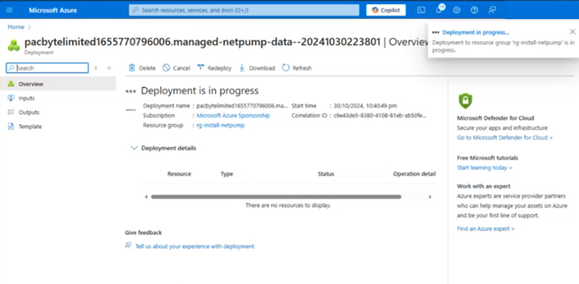 Microsoft Azure
Search resources, services, and docs (G+/)
Copilot
Home >
pacbytelimited1655770796006.managed-netpump-data--20241030223801 | Overview
Deployment
Deployment in progress...
Deployment to resource group 'rg-install-netpump' is in progress.
Search
Overview
Inputs
Outputs
Template
Delete
Cancel
Redeploy
Download
Refresh
Deployment is in progress
Deployment name : pacbytelimited1655770796006.ma...
Start time : 30/10/2024, 10:40:49 pm
Subscription : Microsoft Azure Sponsorship
Correlation ID : c9e43de5-8380-4108-81eb-ab50fe...
Resource group : rg-install-netpump
Deployment details
Resource Type Status Operation detail
There are no resources to display.
Give feedback
Tell us about your experience with deployment
Microsoft Defender for Cloud
Secure your apps and infrastructure
Go to Microsoft Defender for Cloud >
Free Microsoft tutorials
Start learning today >
Work with an expert
Azure experts are service provider partners
who can help manage your assets on Azure
and be your first line of support.
Find an Azure expert >